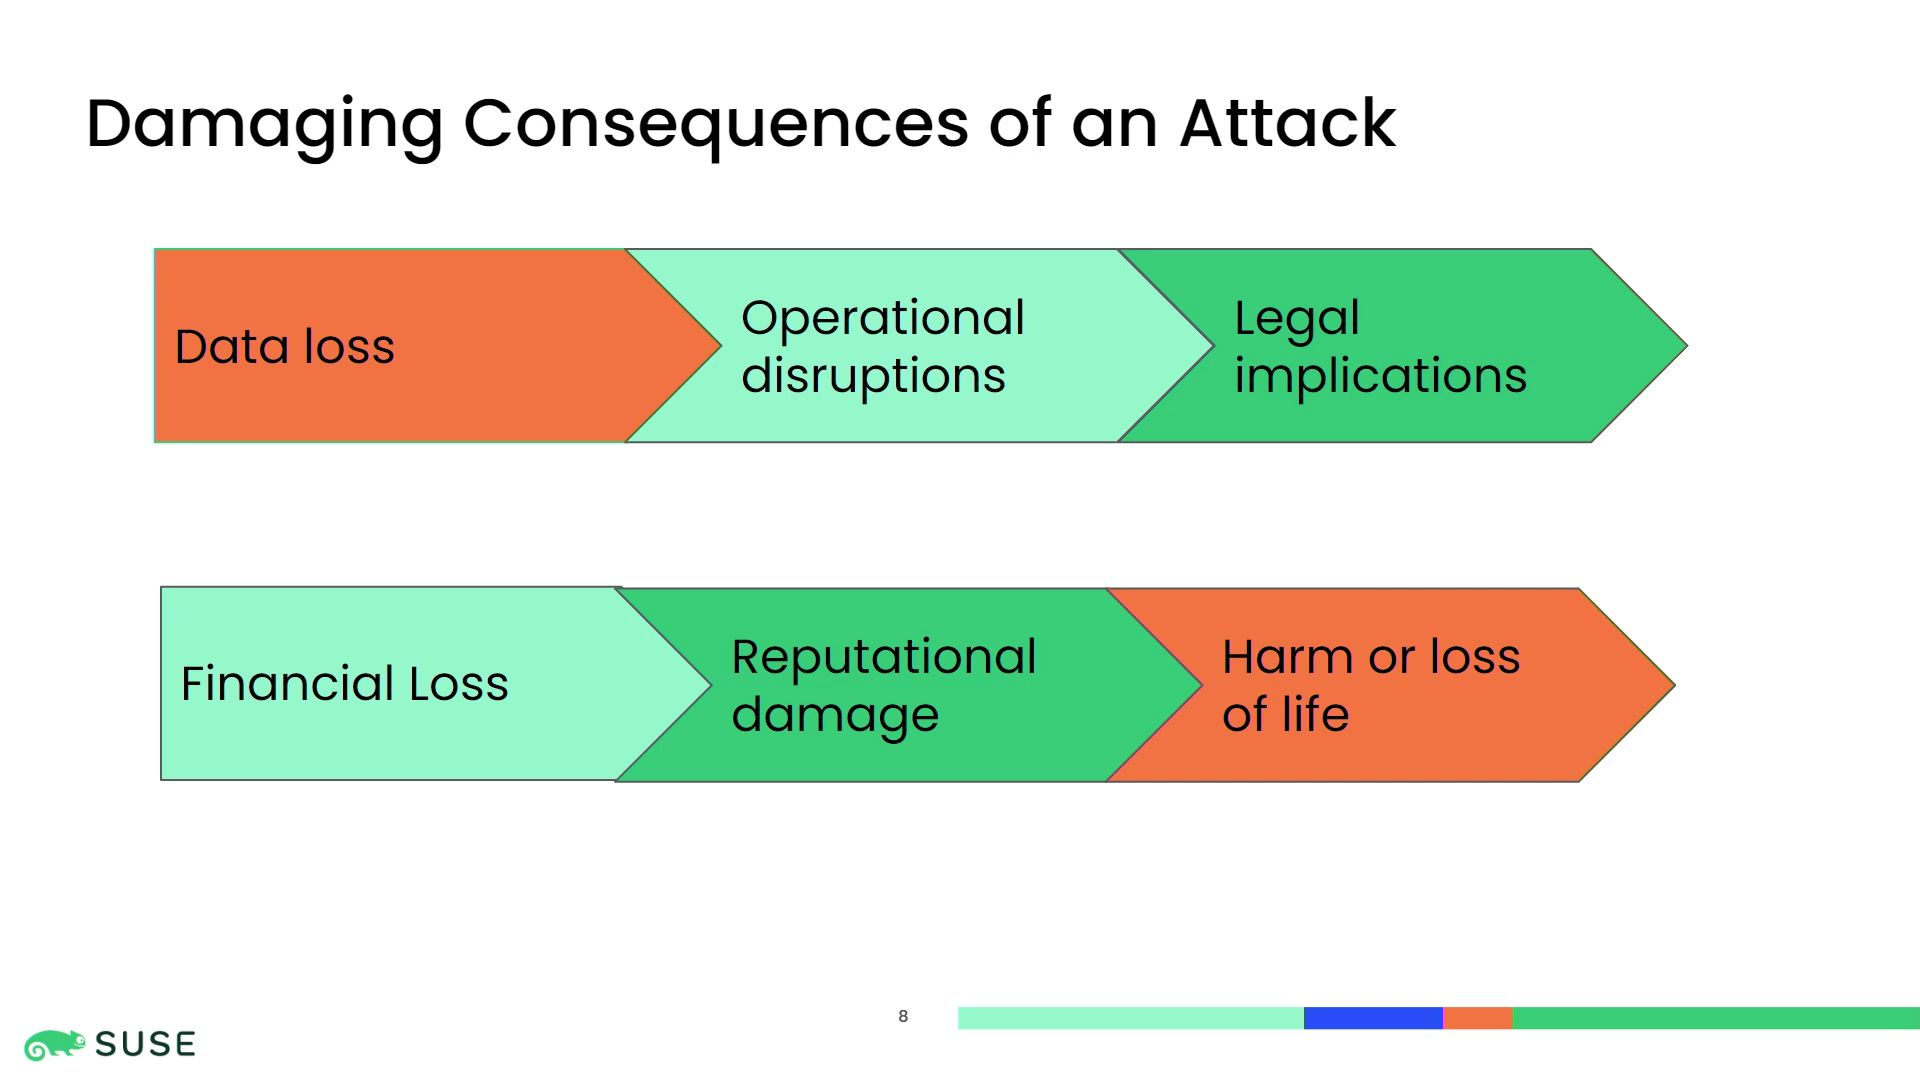 Damaging Consequences of an Attack
Data loss
Operational
disruptions
Legal
implications
Financial Loss
Reputational
damage
Harm or loss
of life
8
SUSE